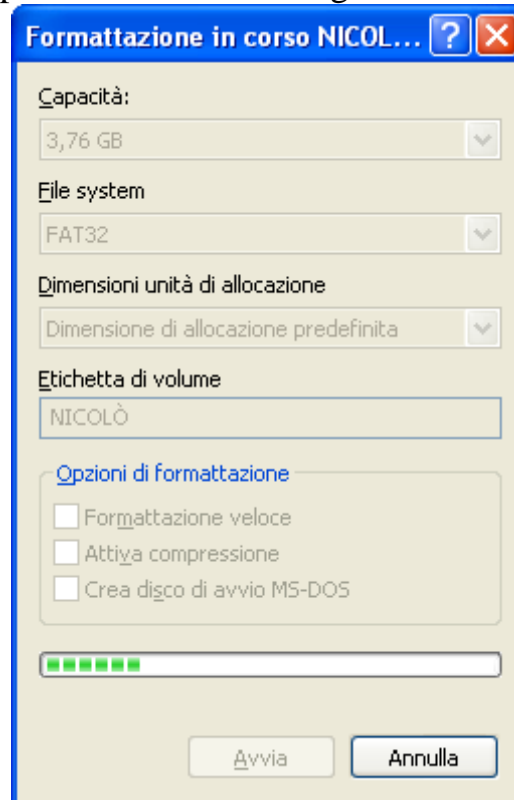 Formattazione in corso NICOL...
Capacità:
3,76 GB
File system
FAT32
Dimensioni unità di allocazione
Dimensione di allocazione predefinita
Etichetta di volume
NICOLÒ
Opzioni di formattazione
Formattazione veloce
Attiva compressione
Crea disco di avvio MS-DOS
Avvia Annulla